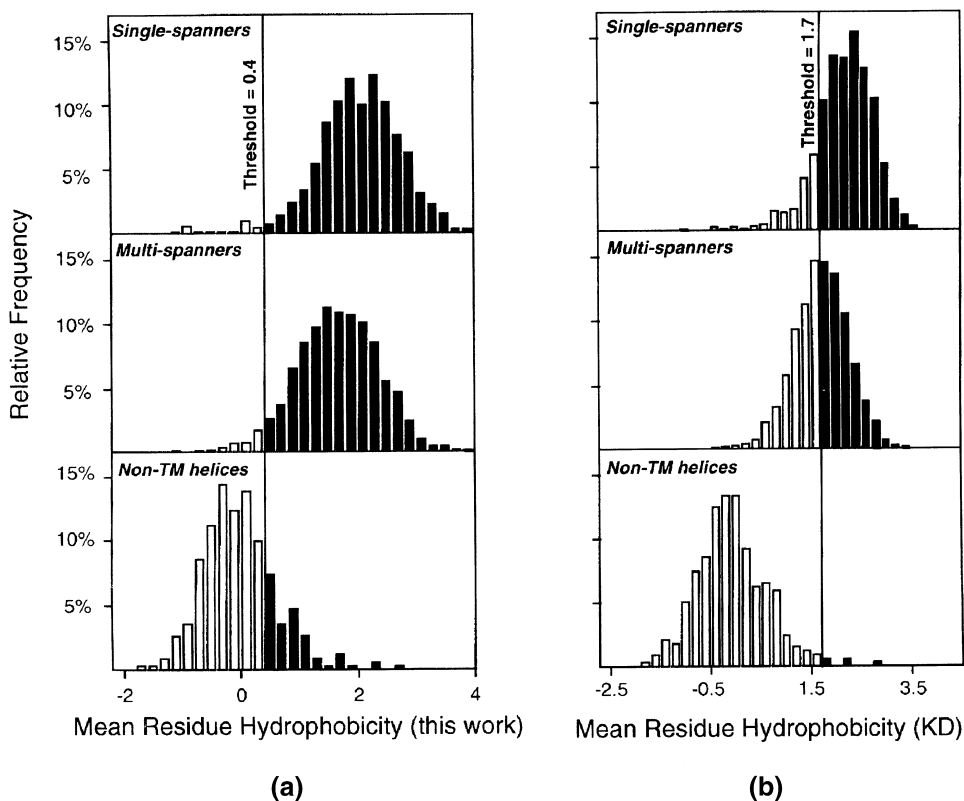 Relative Frequency
15%
10%
5%
Single-spanners
Threshold = 0.4
15%
10%
5%
Multi-spanners
15%
10%
5%
Non-TM helices
-2
0
2
4
Mean Residue Hydrophobicity (this work)
(a)
Single-spanners
Threshold = 1.7
Multi-spanners
Non-TM helices
-2.5
-0.5
1.5
3.5
Mean Residue Hydrophobicity (KD)
(b)